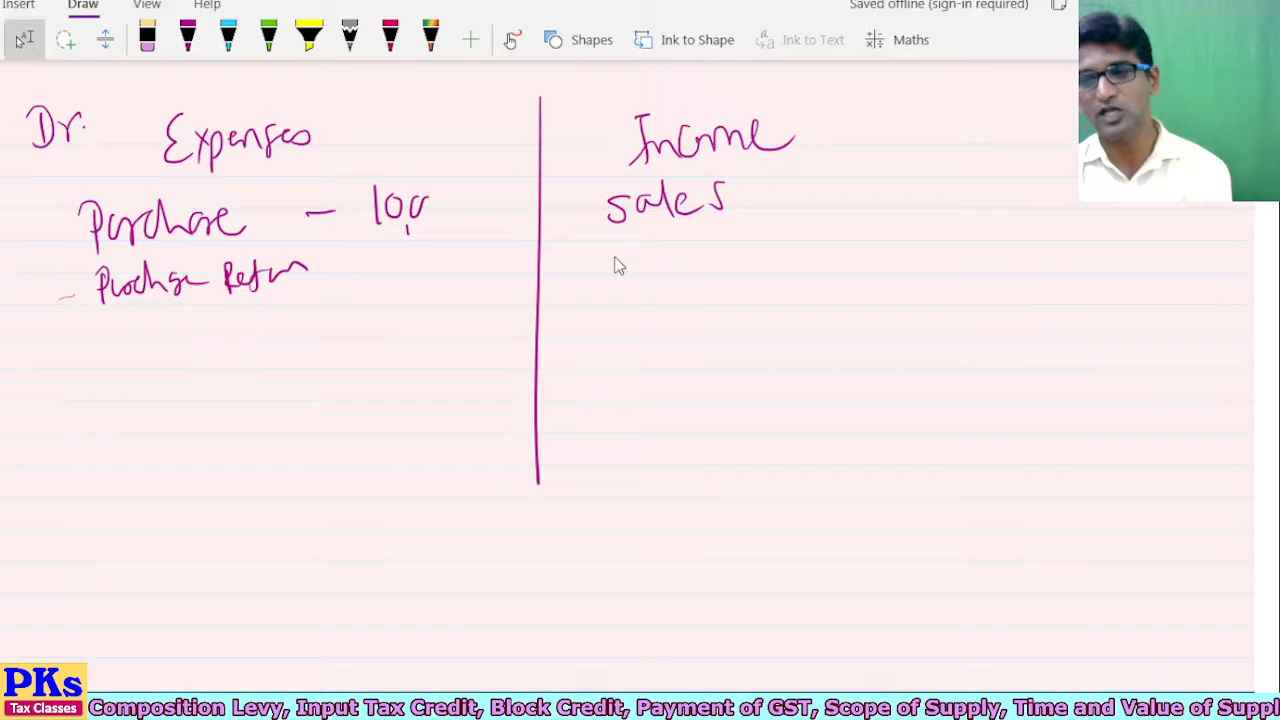 Insert Draw View Help Saved offline (sign-in required)
Shapes Ink to Shape Ink to Text Maths
Dr. Expenses Income
Purchase - 100 Sales
- Purchase Return
PKs
Tax Classes
Composition Levy, Input Tax Credit, Block Credit, Payment of GST, Scope of Supply, Time and Value of Suppl